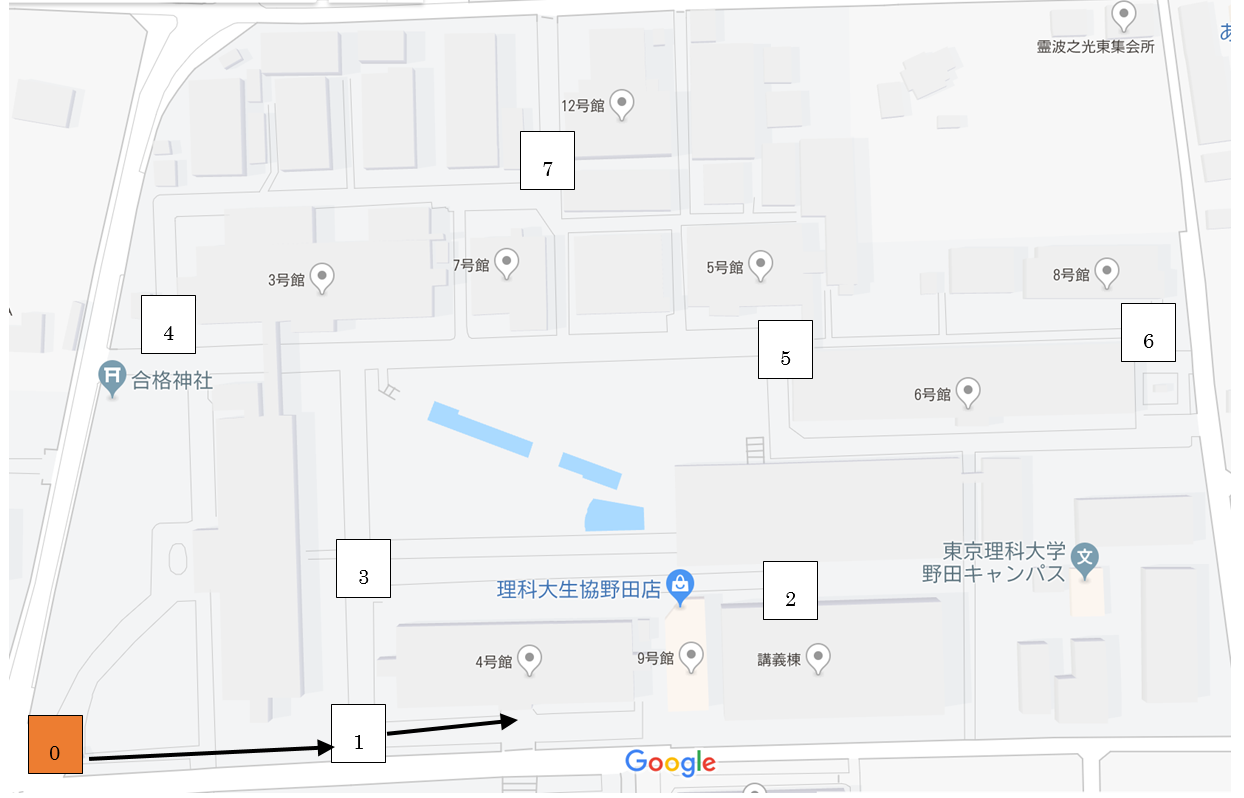 霊波之光東集会所
あ
12号館
7
3号館
7号館
5号館
8号館
4
5
6
合格神社
6号館
東京理科大学
野田キャンパス
文
3
理科大生協野田店
2
4号館
9号館
講義棟
0
1
Google